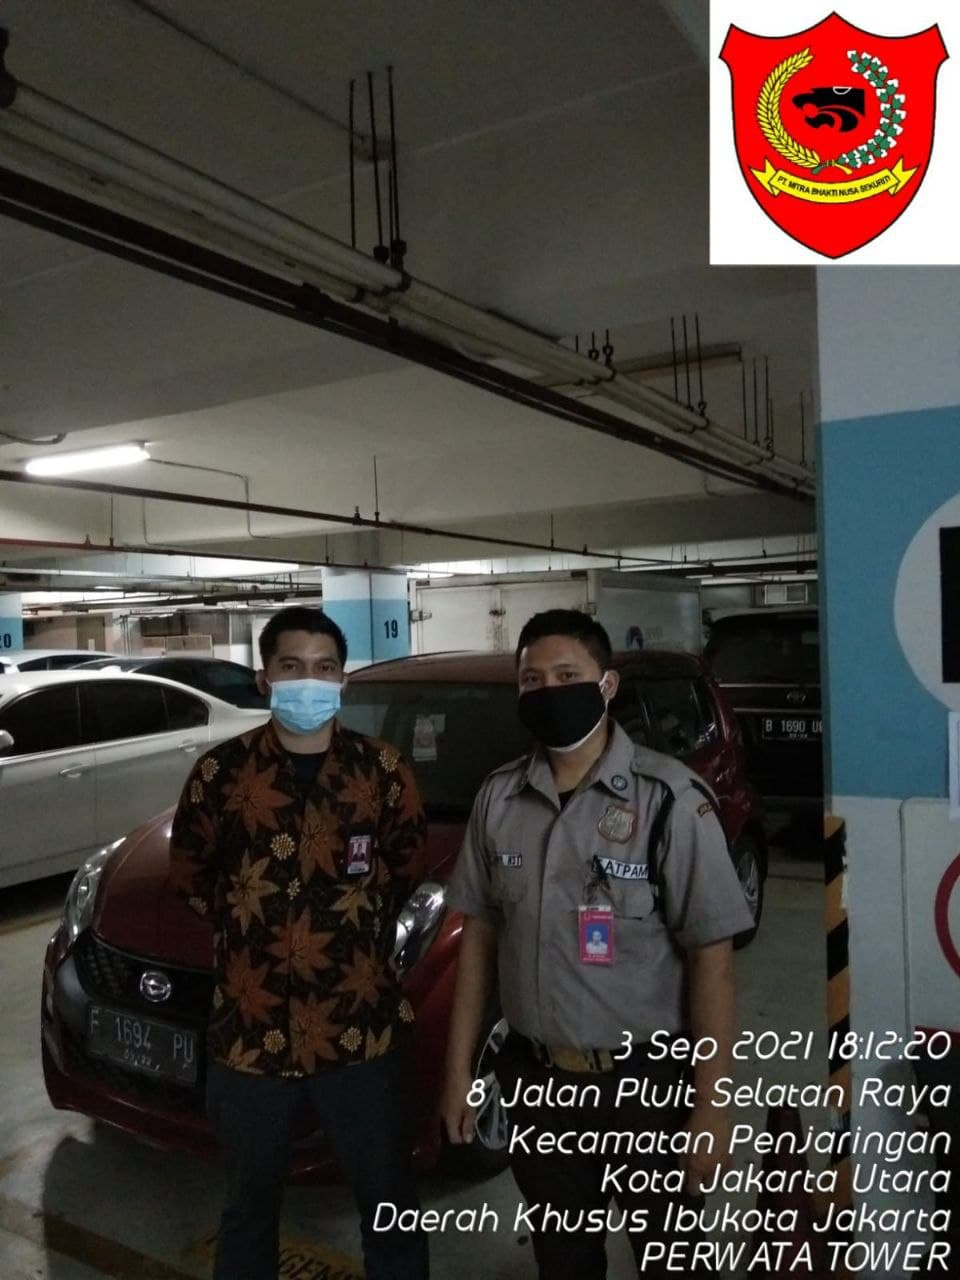 PT. MITRA BHAKTI NUSA SEKURITI
20
19
B 1690
F 1694 PU
SATPAM
3 Sep 2021 18:12:20
8 Jalan Pluit Selatan Raya
Kecamatan Penjaringan
Kota Jakarta Utara
Daerah Khusus Ibukota Jakarta
PERWATA TOWER